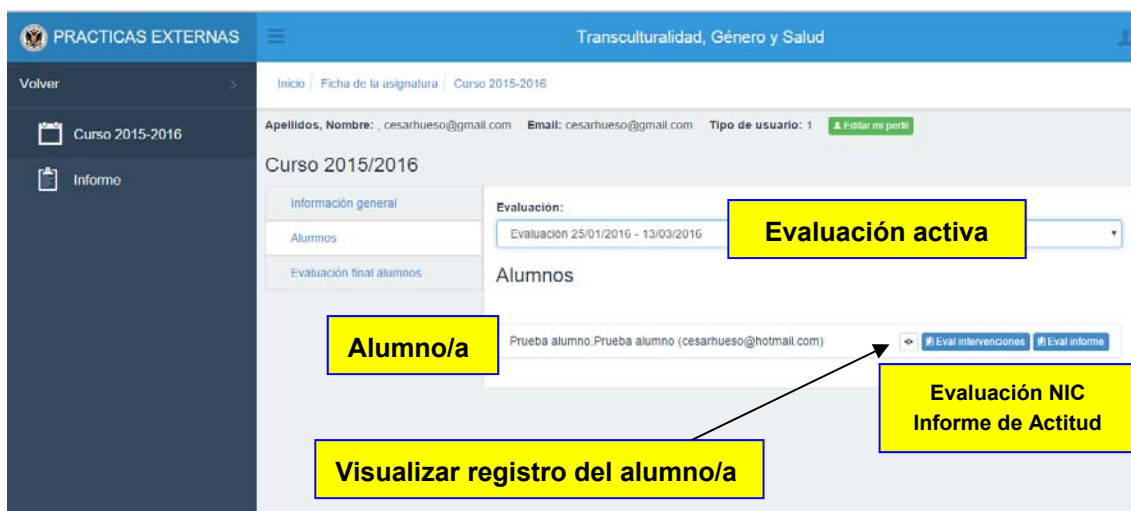 PRACTICAS EXTERNAS
Transculturalidad, Género y Salud
Volver
Inicio / Ficha de la asignatura / Curso 2015-2016
Curso 2015-2016
Apellidos, Nombre: , cesarhueso@gmail.com Email: cesarhueso@gmail.com Tipo de usuario: 1 Editar mi perfil
Informe
Curso 2015/2016
Información general
Alumnos
Evaluación final alumnos
Evaluación:
Evaluación 25/01/2016 - 13/03/2016
Evaluación activa
Alumnos
Alumno/a
Prueba alumno,Prueba alumno (cesarhueso@hotmail.com)
Eval intervenciones Eval informe
Evaluación NIC
Informe de Actitud
Visualizar registro del alumno/a